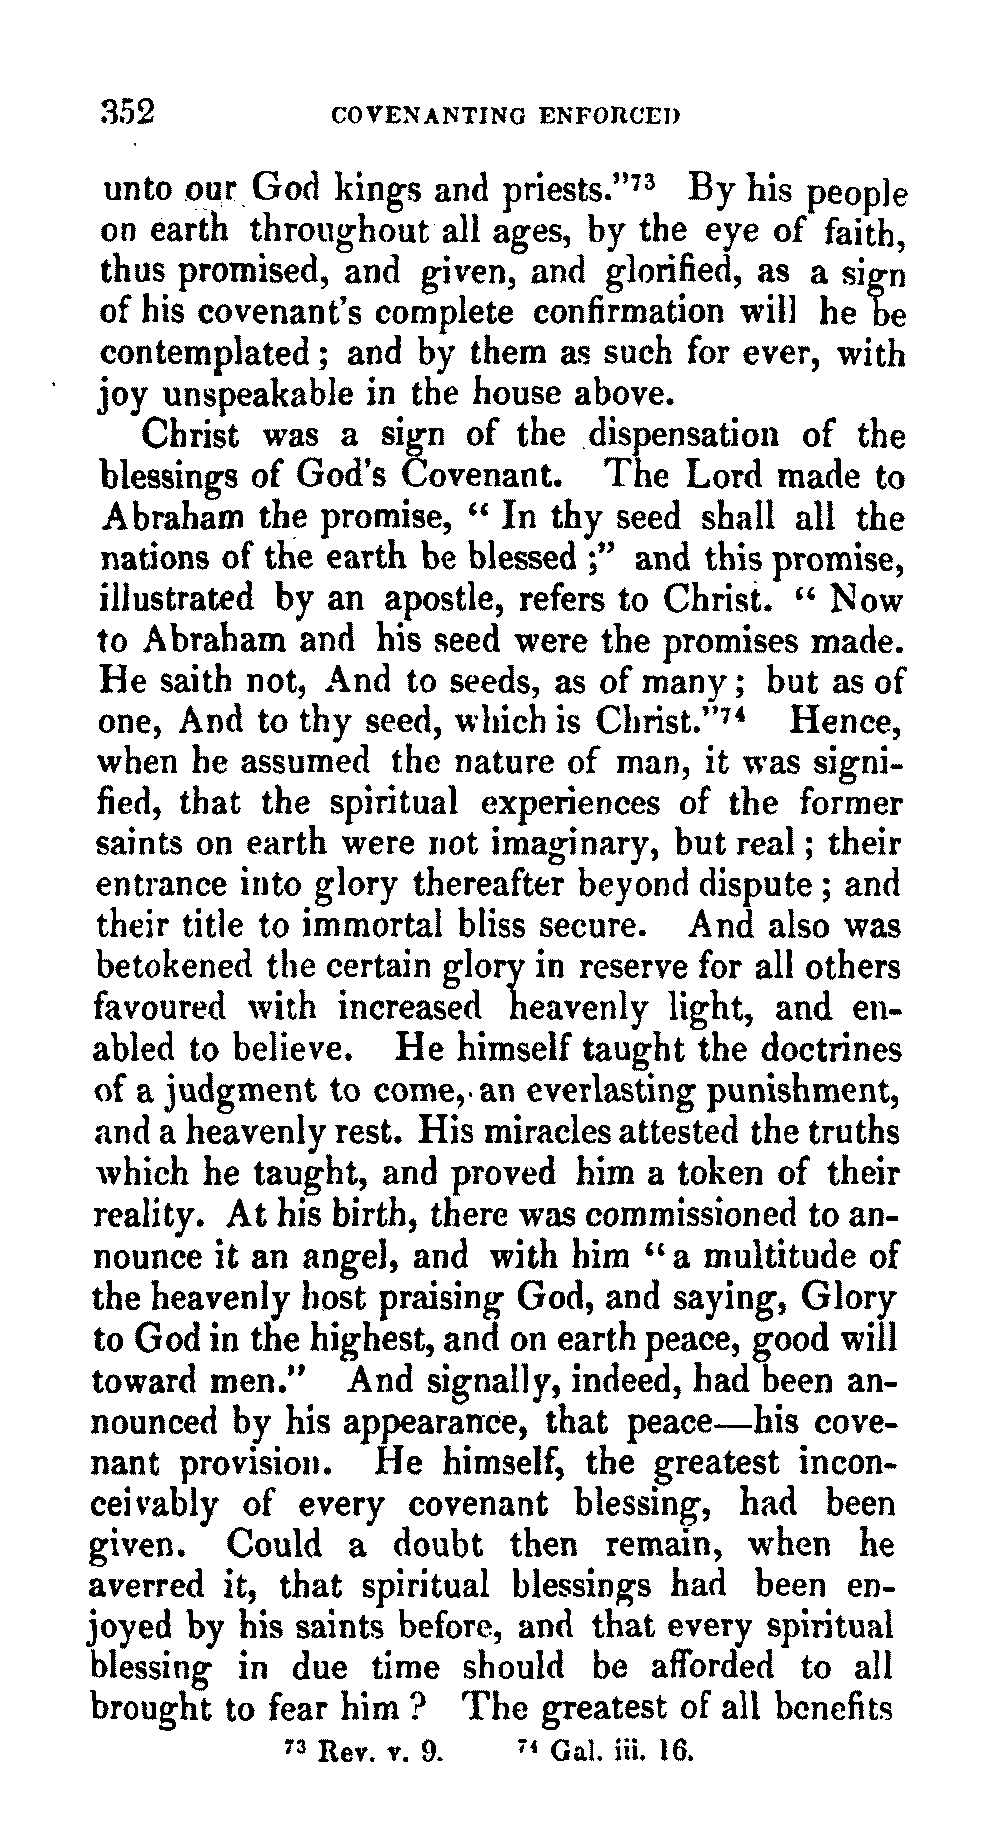 352 COVENANTING ENFORCED
unto our God kings and priests."73 By his people
on earth throughout all ages, by the eye of faith,
thus promised, and given, and glorified, as a sign
of his covenant's complete confirmation will he be
contemplated; and by them as such for ever, with
joy unspeakable in the house above.
Christ was a sign of the dispensation of the
blessings of God's Covenant. The Lord made to
Abraham the promise, "In thy seed shall all the
nations of the earth be blessed;" and this promise,
illustrated by an apostle, refers to Christ. "Now
to Abraham and his seed were the promises made.
He saith not, And to seeds, as of many; but as of
one, And to thy seed, which is Christ."74 Hence,
when he assumed the nature of man, it was signi-
fied, that the spiritual experiences of the former
saints on earth were not imaginary, but real; their
entrance into glory thereafter beyond dispute; and
their title to immortal bliss secure. And also was
betokened the certain glory in reserve for all others
favoured with increased heavenly light, and en-
abled to believe. He himself taught the doctrines
of a judgment to come, an everlasting punishment,
and a heavenly rest. His miracles attested the truths
which he taught, and proved him a token of their
reality. At his birth, there was commissioned to an-
nounce it an angel, and with him "a multitude of
the heavenly host praising God, and saying, Glory
to God in the highest, and on earth peace, good will
toward men." And signally, indeed, had been an-
nounced by his appearance, that peace—his cove-
nant provision. He himself, the greatest incon-
ceivably of every covenant blessing, had been
given. Could a doubt then remain, when he
averred it, that spiritual blessings had been en-
joyed by his saints before, and that every spiritual
blessing in due time should be afforded to all
brought to fear him? The greatest of all benefits
73 Rev. v. 9. 74 Gal. iii. 16.